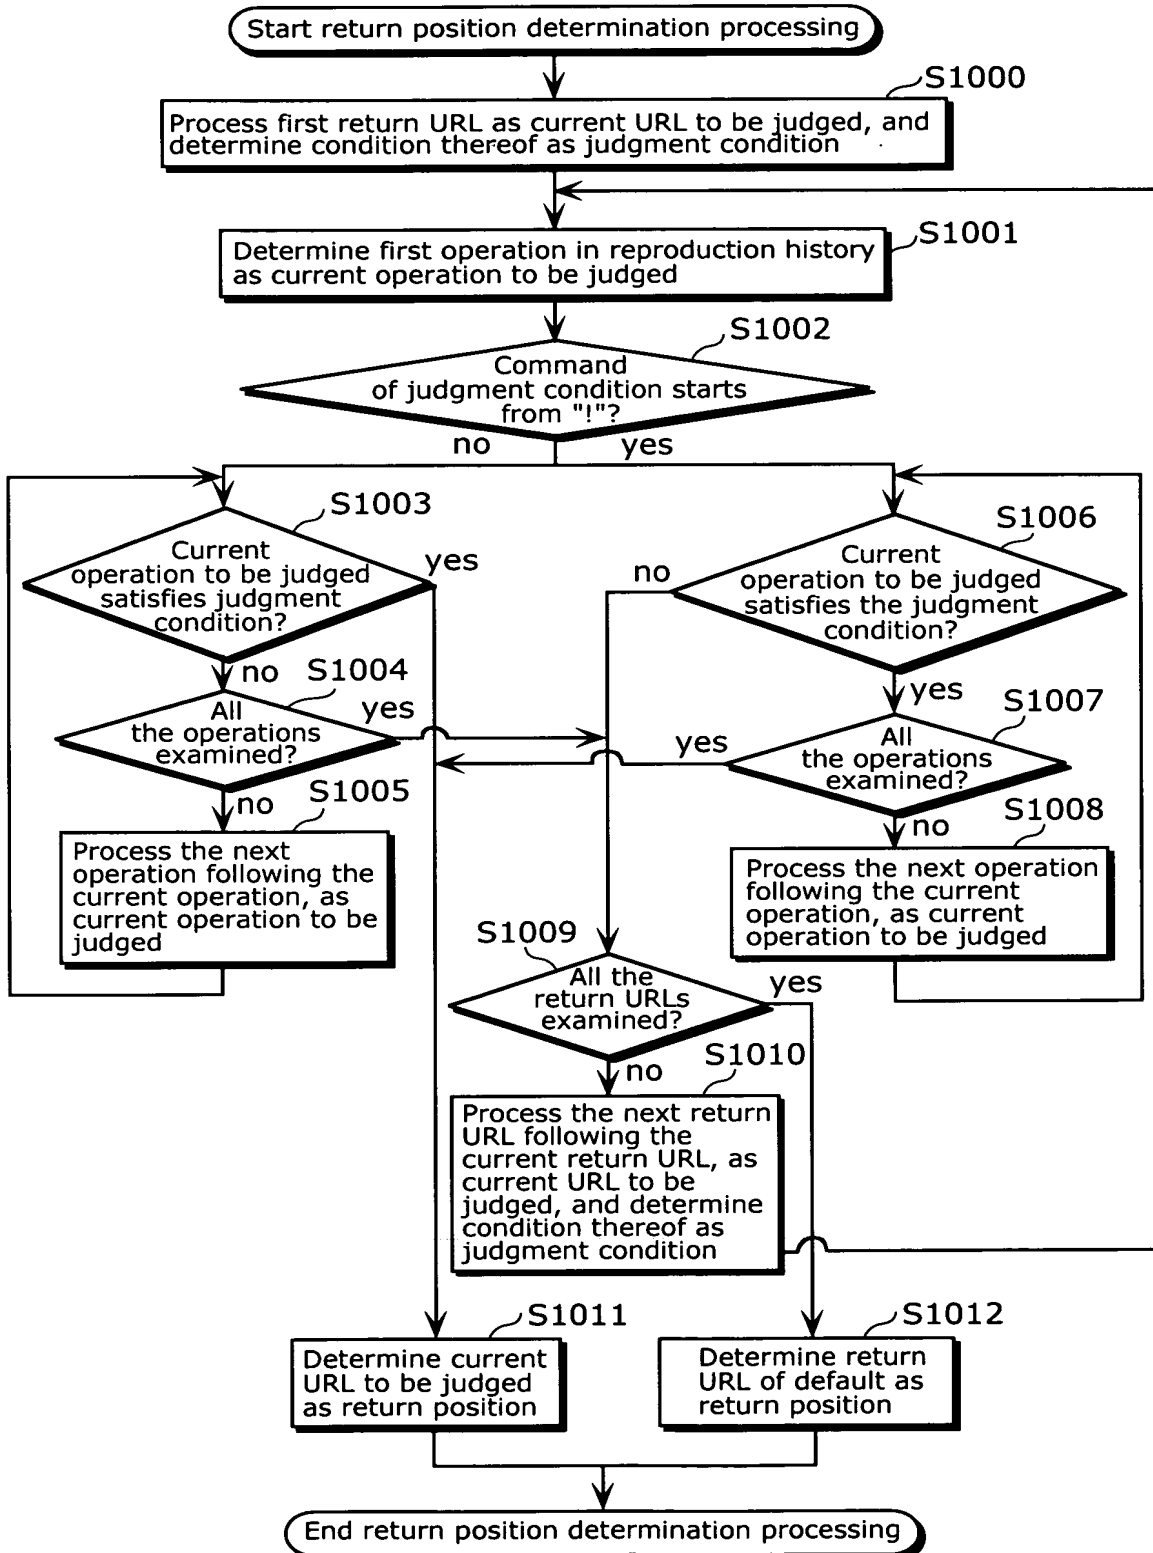 Start return position determination processing
S1000
Process first return URL as current URL to be judged, and
determine condition thereof as judgment condition
S1001
Determine first operation in reproduction history
as current operation to be judged
S1002
Command
of judgment condition starts
from "!"?
no
yes
S1003
Current
operation to be judged
satisfies judgment
condition?
yes
no
S1006
Current
operation to be judged
satisfies the judgment
condition?
no
yes
S1004
All
the operations
examined?
yes
no
S1007
All
the operations
examined?
yes
no
S1005
Process the next
operation following the
current operation, as
current operation to be
judged
S1008
Process the next operation
following the current
operation, as current
operation to be judged
S1009
All the
return URLs
examined?
yes
no
S1010
Process the next return
URL following the
current return URL, as
current URL to be
judged, and determine
condition thereof as
judgment condition
S1011
Determine current
URL to be judged
as return position
S1012
Determine return
URL of default as
return position
End return position determination processing